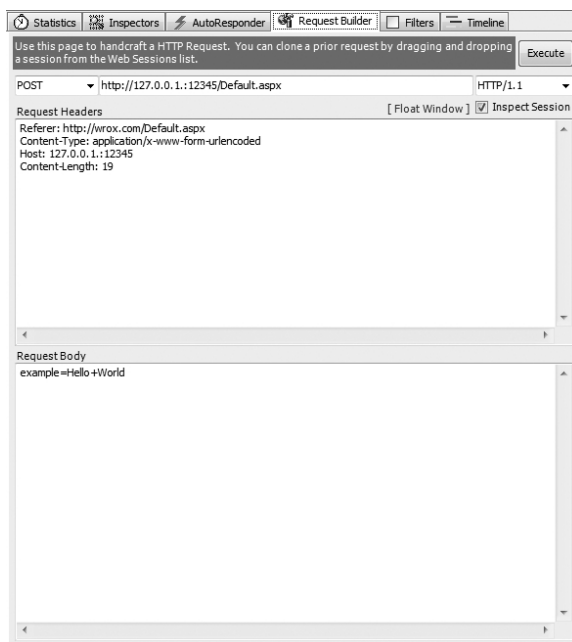 Statistics Inspectors AutoResponder Request Builder Filters Timeline
Use this page to handcraft a HTTP Request. You can clone a prior request by dragging and dropping
a session from the Web Sessions list.
Execute
POST http://127.0.0.1.:12345/Default.aspx HTTP/1.1
Request Headers [ Float Window ] Inspect Session
Referer: http://wrox.com/Default.aspx
Content-Type: application/x-www-form-urlencoded
Host: 127.0.0.1.:12345
Content-Length: 19
Request Body
example=Hello+World